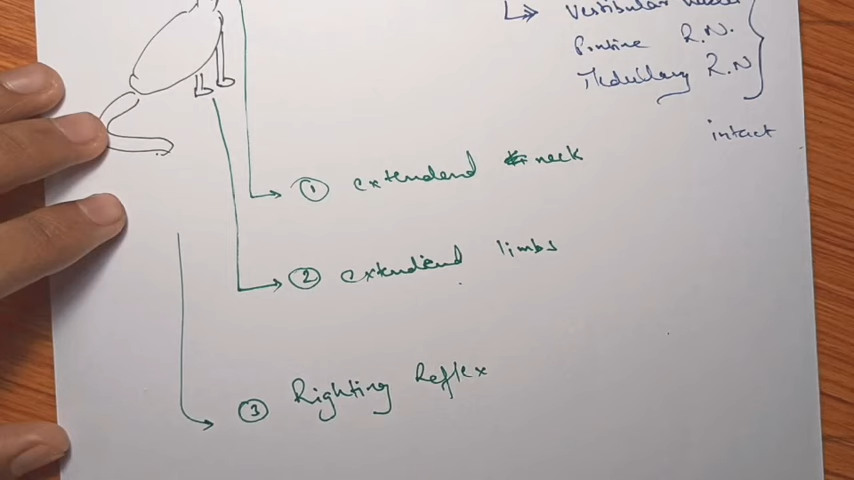 Vestibular
Pontine R.N.
Medullary R.N
intact
① extendend neck
② extendend limbs
③ Righting Reflex